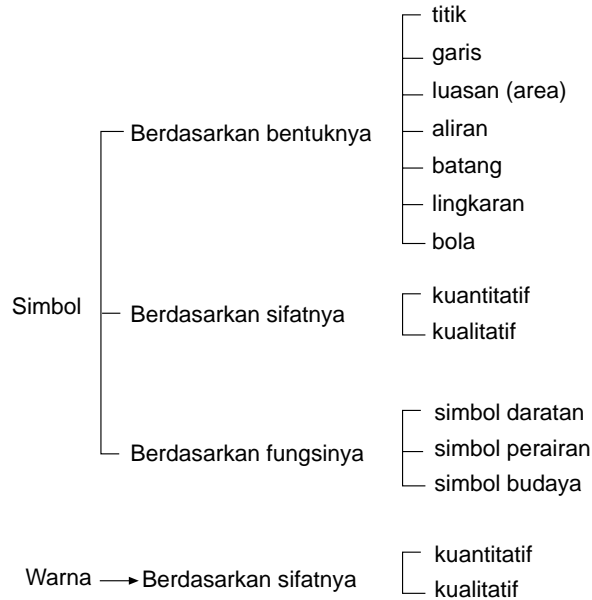 Simbol
Berdasarkan bentuknya
titik
garis
luasan (area)
aliran
batang
lingkaran
bola
Berdasarkan sifatnya
kuantitatif
kualitatif
Berdasarkan fungsinya
simbol daratan
simbol perairan
simbol budaya
Warna
Berdasarkan sifatnya
kuantitatif
kualitatif